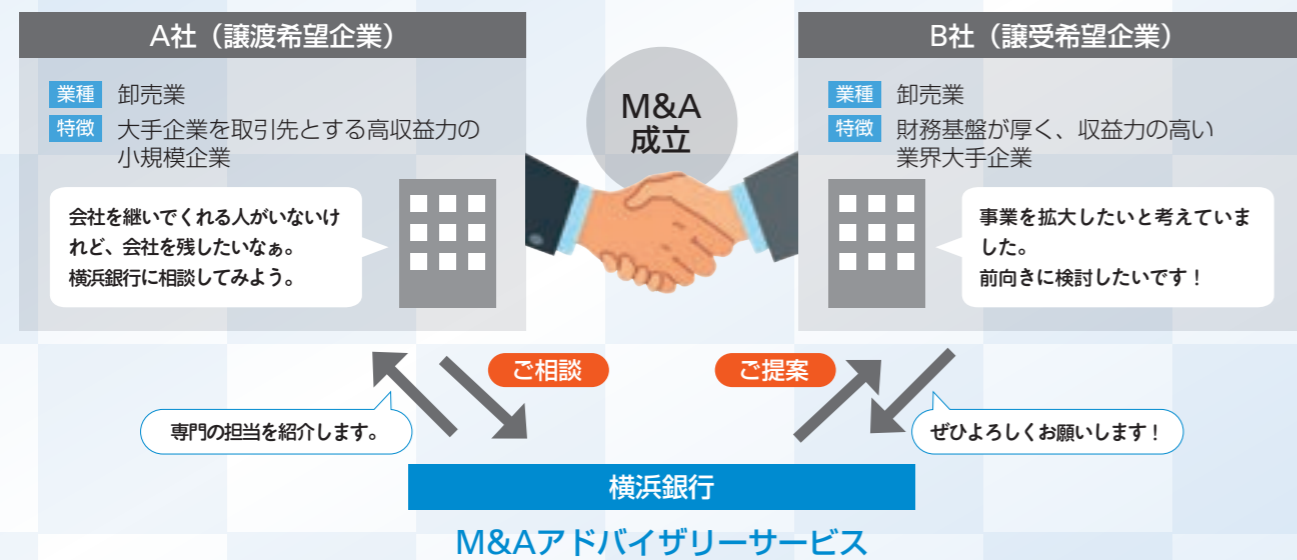 A社（譲渡希望企業）
業種 卸売業
特徴 大手企業を取引先とする高収益力の
小規模企業
会社を継いでくれる人がいないけ
れど、会社を残したいなぁ。
横浜銀行に相談してみよう。
M&A
成立
B社（譲受希望企業）
業種 卸売業
特徴 財務基盤が厚く、収益力の高い
業界大手企業
事業を拡大したいと考えていま
した。
前向きに検討したいです！
ご相談
ご提案
専門の担当を紹介します。
ぜひよろしくお願いします！
横浜銀行
M&Aアドバイザリーサービス